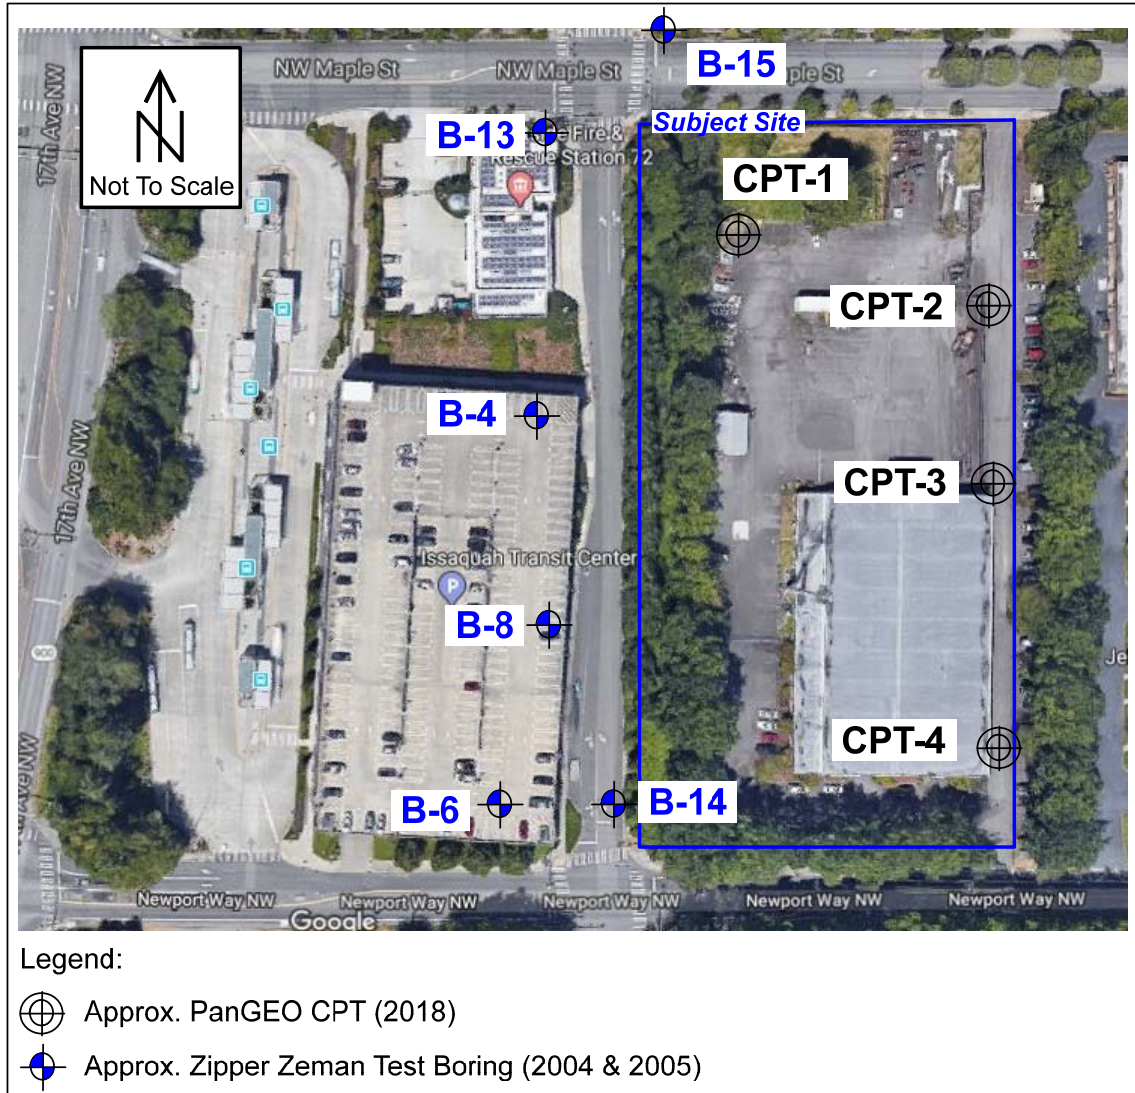 NW Maple St
NW Maple St
B-15
ple St
17th Ave NW
Not To Scale
B-13
Fire &
Rescue Station 72
Subject Site
CPT-1
CPT-2
B-4
17th Ave NW
CPT-3
Issaquah Transit Center
P
B-8
900
Je
CPT-4
B-6
B-14
Newport Way NW
Newport Way NW
Newport Way NW
Newport Way NW
Newport Way NW
Google
Legend:
Approx. PanGEO CPT (2018)
Approx. Zipper Zeman Test Boring (2004 & 2005)